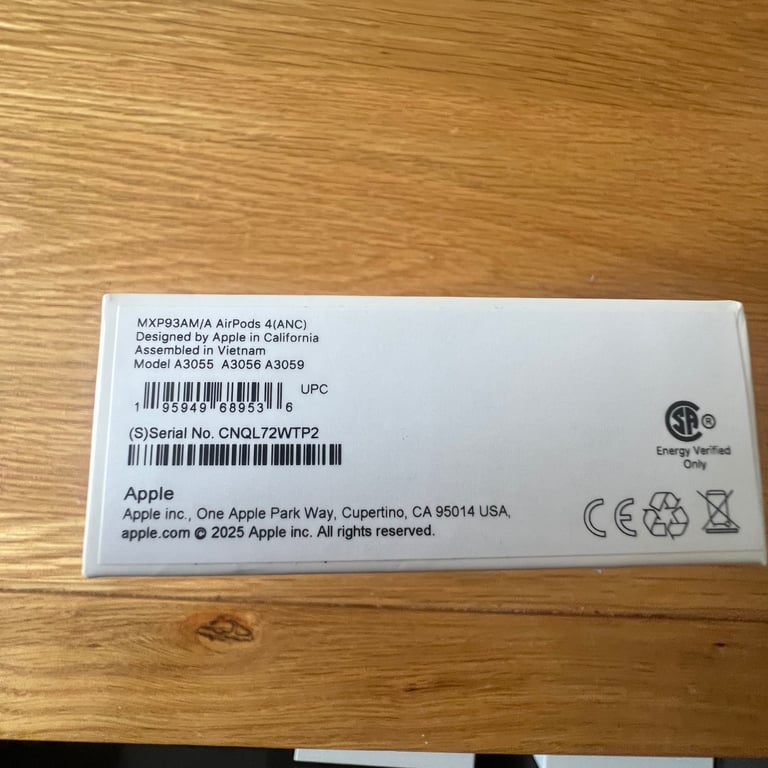 MXP93AM/A AirPods 4(ANC)
Designed by Apple in California
Assembled in Vietnam
Model A3055 A3056 A3059
UPC
1 95949 68953 6
(S)Serial No. CNQL72WTP2
Apple
Apple inc., One Apple Park Way, Cupertino, CA 95014 USA,
apple.com © 2025 Apple inc. All rights reserved.
SA ®
Energy Verified
Only
CE